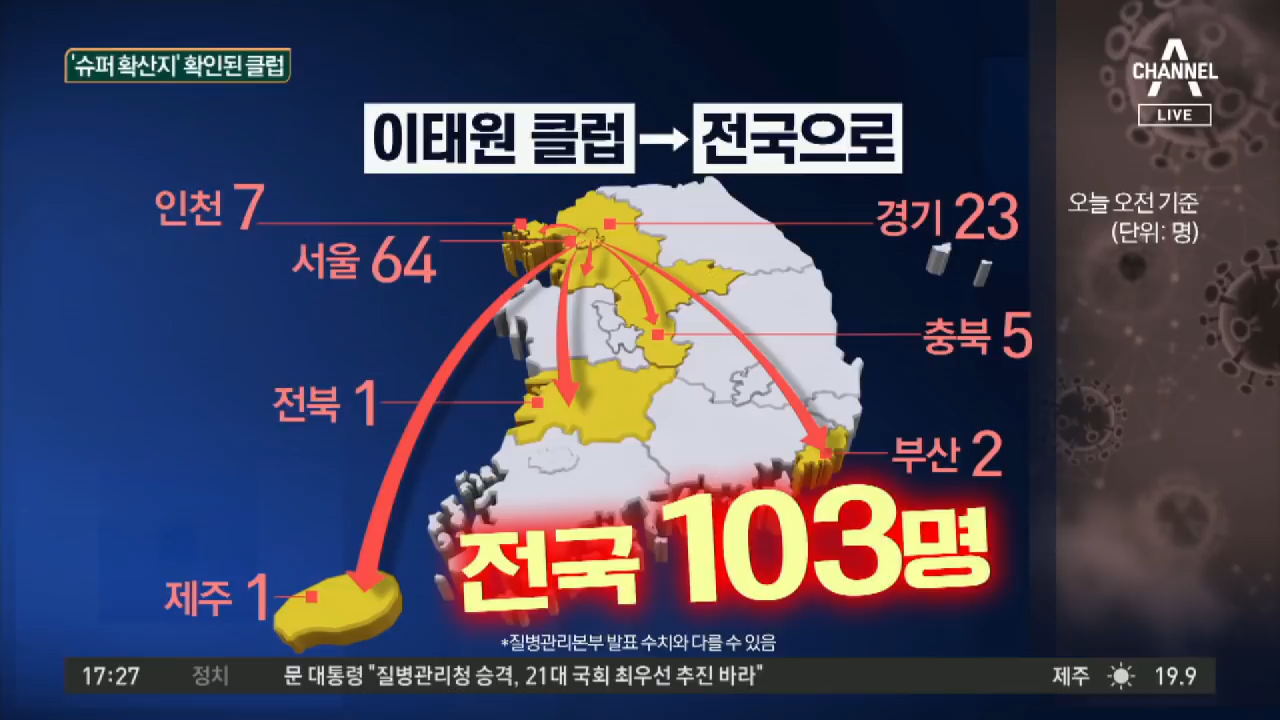 '슈퍼 확산지' 확인된 클럽
CHANNEL A
LIVE
이태원 클럽 → 전국으로
오늘 오전 기준
(단위: 명)
인천 7
경기 23
서울 64
충북 5
전북 1
부산 2
제주 1
전국 103명
*질병관리본부 발표 수치와 다를 수 있음
17:27 정치 문 대통령 "질병관리청 승격, 21대 국회 최우선 추진 바라" 제주 19.9